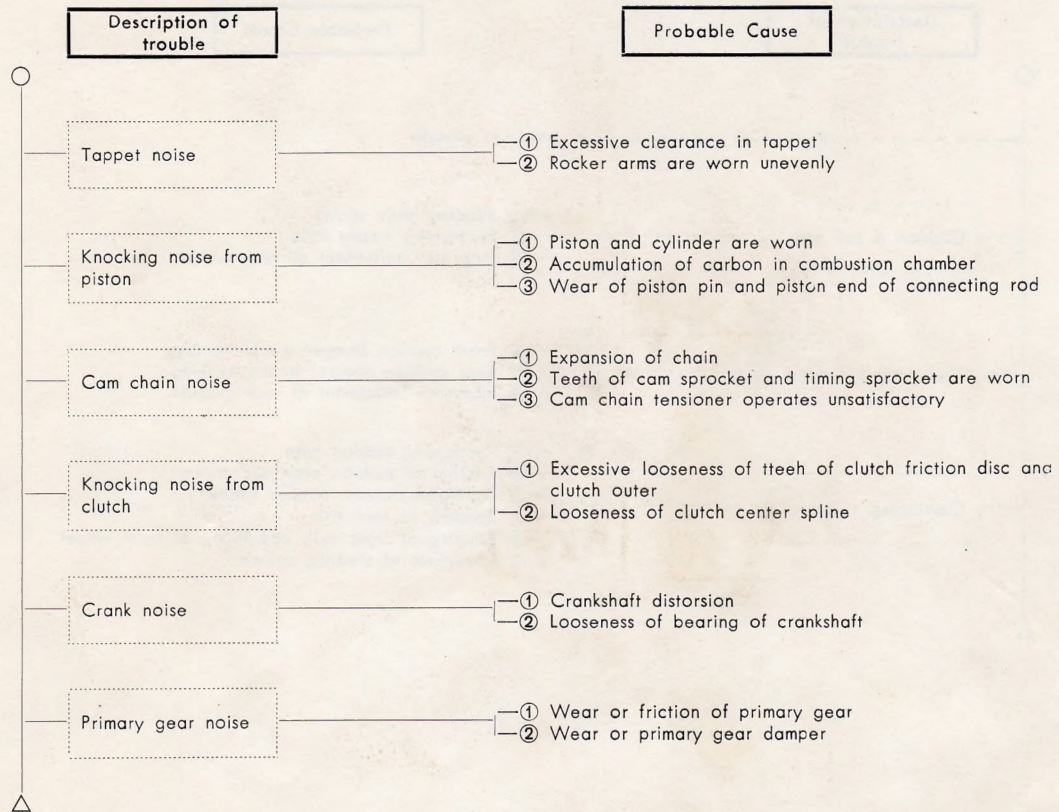 Description of
trouble
Probable Cause
Tappet noise
① Excessive clearance in tappet
② Rocker arms are worn unevenly
Knocking noise from
piston
① Piston and cylinder are worn
② Accumulation of carbon in combustion chamber
③ Wear of piston pin and piston end of connecting rod
Cam chain noise
① Expansion of chain
② Teeth of cam sprocket and timing sprocket are worn
③ Cam chain tensioner operates unsatisfactory
Knocking noise from
clutch
① Excessive looseness of tteeh of clutch friction disc and
clutch outer
② Looseness of clutch center spline
Crank noise
① Crankshaft distorsion
② Looseness of bearing of crankshaft
Primary gear noise
① Wear or friction of primary gear
② Wear or primary gear damper